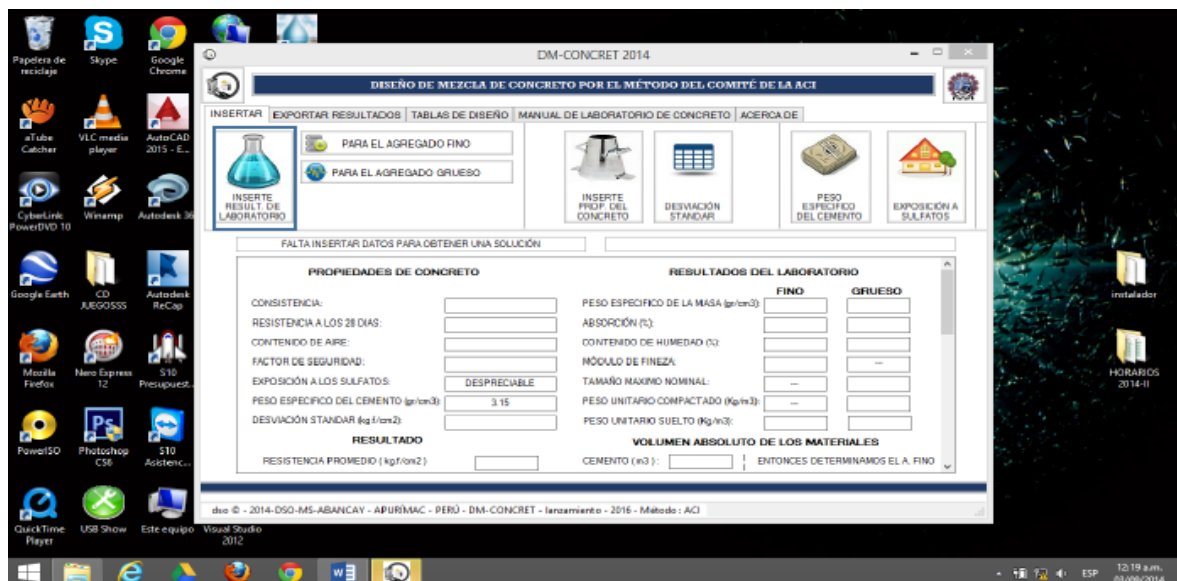 Papelera de
reciclaje
Skype
Google
Chrome
DM-CONCRET 2014
DISEÑO DE MEZCLA DE CONCRETO POR EL MÉTODO DEL COMITÉ DE LA ACI
INSERTAR EXPORTAR RESULTADOS TABLAS DE DISEÑO MANUAL DE LABORATORIO DE CONCRETO ACERCA DE
PARA EL AGREGADO FINO
PARA EL AGREGADO GRUESO
INSERTE
RESULT. DE
LABORATORIO
INSERTE
PROP. DEL
CONCRETO
DESVIACIÓN
STANDAR
PESO
ESPECIFICO
DEL CEMENTO
EXPOSICIÓN A
SULFATOS
aTube
Catcher
VLC media
player
AutoCAD
2015 - E...
CyberLink
PowerDVD 10
Winamp
Autodesk 36
FALTA INSERTAR DATOS PARA OBTENER UNA SOLUCIÓN
PROPIEDADES DE CONCRETO
RESULTADOS DEL LABORATORIO
FINO GRUESO
CONSISTENCIA:
PESO ESPECIFICO DE LA MASA (gr/cm3):
RESISTENCIA A LOS 28 DIAS:
ABSORCIÓN (%):
CONTENIDO DE AIRE:
CONTENIDO DE HUMEDAD (%):
FACTOR DE SEGURIDAD:
MÓDULO DE FINEZA: ---
EXPOSICIÓN A LOS SULFATOS: DESPRECIABLE
TAMAÑO MAXIMO NOMINAL: ---
PESO ESPECIFICO DEL CEMENTO (gr/cm3): 3.15
PESO UNITARIO COMPACTADO (Kg/m3): ---
DESVIACIÓN STANDAR (kg.f/cm2):
PESO UNITARIO SUELTO (Kg/m3):
RESULTADO
VOLUMEN ABSOLUTO DE LOS MATERIALES
RESISTENCIA PROMEDIO ( kg.f/cm2 )
CEMENTO ( m3 ): ENTONCES DETERMINAMOS EL A. FINO
Google Earth
CD
JUEGOSSS
Autodesk
ReCap
Mozilla
Firefox
Nero Express
12
S10
Presupuest...
PowerISO
Photoshop
CS6
S10
Asistenc...
QuickTime
Player
USB Show
Este equipo
Visual Studio
2012
instalador
HORARIOS
2014-II
dso © - 2014-DSO-MS-ABANCAY - APURÍMAC - PERÚ - DM-CONCRET - lanzamiento - 2016 - Método : ACI
ESP
12:19 a.m.
03/09/2014